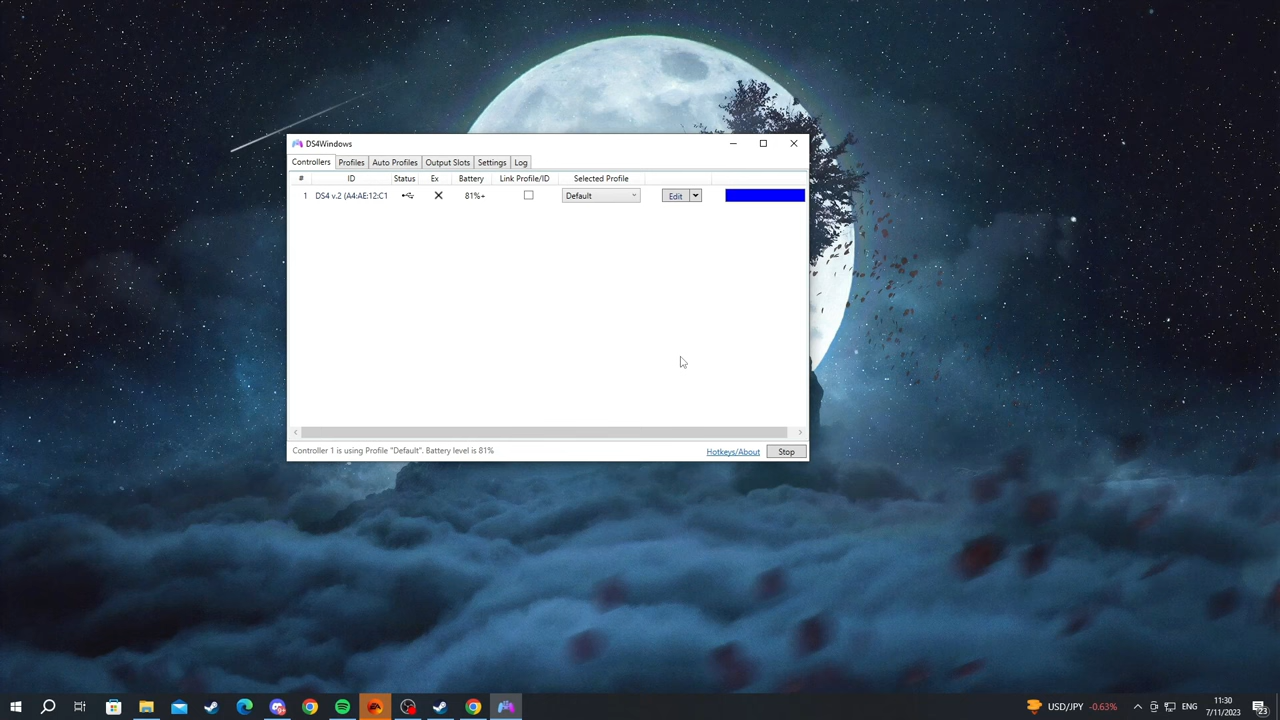 DS4Windows
Controllers Profiles Auto Profiles Output Slots Settings Log
# ID Status Ex Battery Link Profile/ID Selected Profile
1 DS4 v.2 (A4:AE:12:C1 81%+ Default Edit
Controller 1 is using Profile "Default". Battery level is 81% Hotkeys/About Stop
USD/JPY -0.63% ENG 11:30
7/11/2023